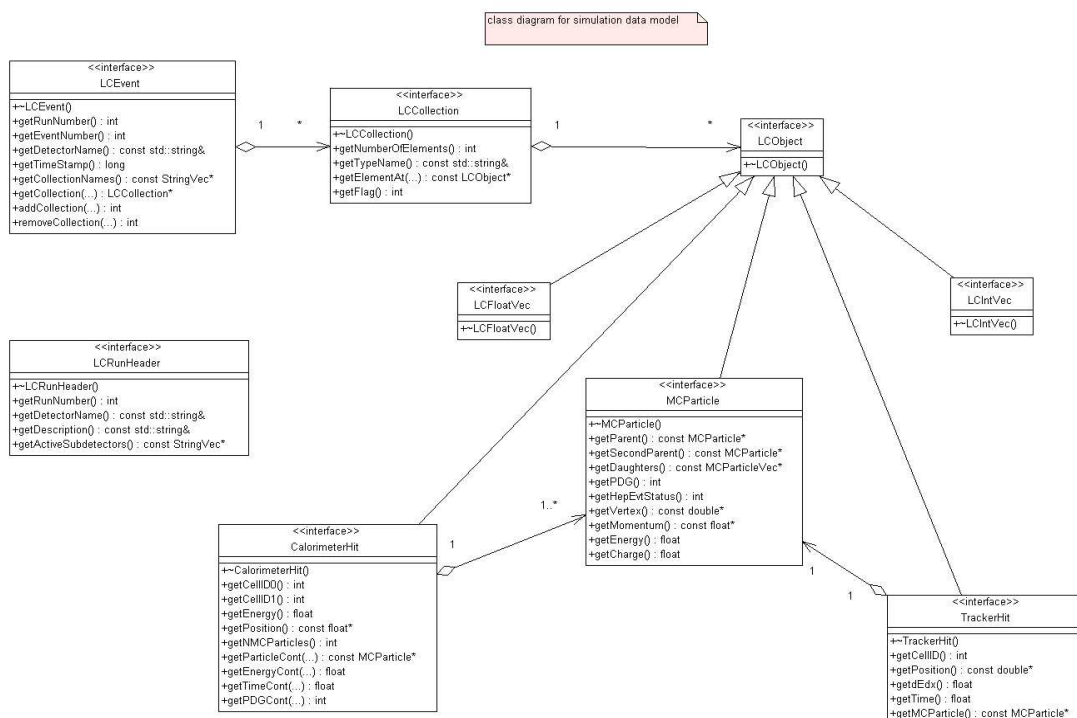 class diagram for simulation data model
<<interface>>
LCEvent
+~LCEvent()
+getRunNumber() : int
+getEventNumber() : int
+getDetectorName() : const std::string&
+getTimeStamp() : long
+getCollectionNames() : const StringVec*
+getCollection(...) : LCCollection*
+addCollection(...) : int
+removeCollection(...) : int
1
*
<<interface>>
LCCollection
+~LCCollection()
+getNumberOfElements() : int
+getTypeName() : const std::string&
+getElementAt(...) : const LCObject*
+getFlag() : int
1
*
<<interface>>
LCObject
+~LCObject()
<<interface>>
LCFloatVec
+~LCFloatVec()
<<interface>>
LCIntVec
+~LCIntVec()
<<interface>>
LCRunHeader
+~LCRunHeader()
+getRunNumber() : int
+getDetectorName() : const std::string&
+getDescription() : const std::string&
+getActiveSubdetectors() : const StringVec*
<<interface>>
MCParticle
+~MCParticle()
+getParent() : const MCParticle*
+getSecondParent() : const MCParticle*
+getDaughters() : const MCParticleVec*
+getPDG() : int
+getHepEvtStatus() : int
+getVertex() : const double*
+getMomentum() : const float*
+getEnergy() : float
+getCharge() : float
1..*
1
<<interface>>
CalorimeterHit
+~CalorimeterHit()
+getCellID0() : int
+getCellID1() : int
+getEnergy() : float
+getPosition() : const float*
+getNMCParticles() : int
+getParticleCont(...) : const MCParticle*
+getEnergyCont(...) : float
+getTimeCont(...) : float
+getPDGCont(...) : int
1
1
<<interface>>
TrackerHit
+~TrackerHit()
+getCellID() : int
+getPosition() : const double*
+getdEdx() : float
+getTime() : float
+getMCParticle() : const MCParticle*